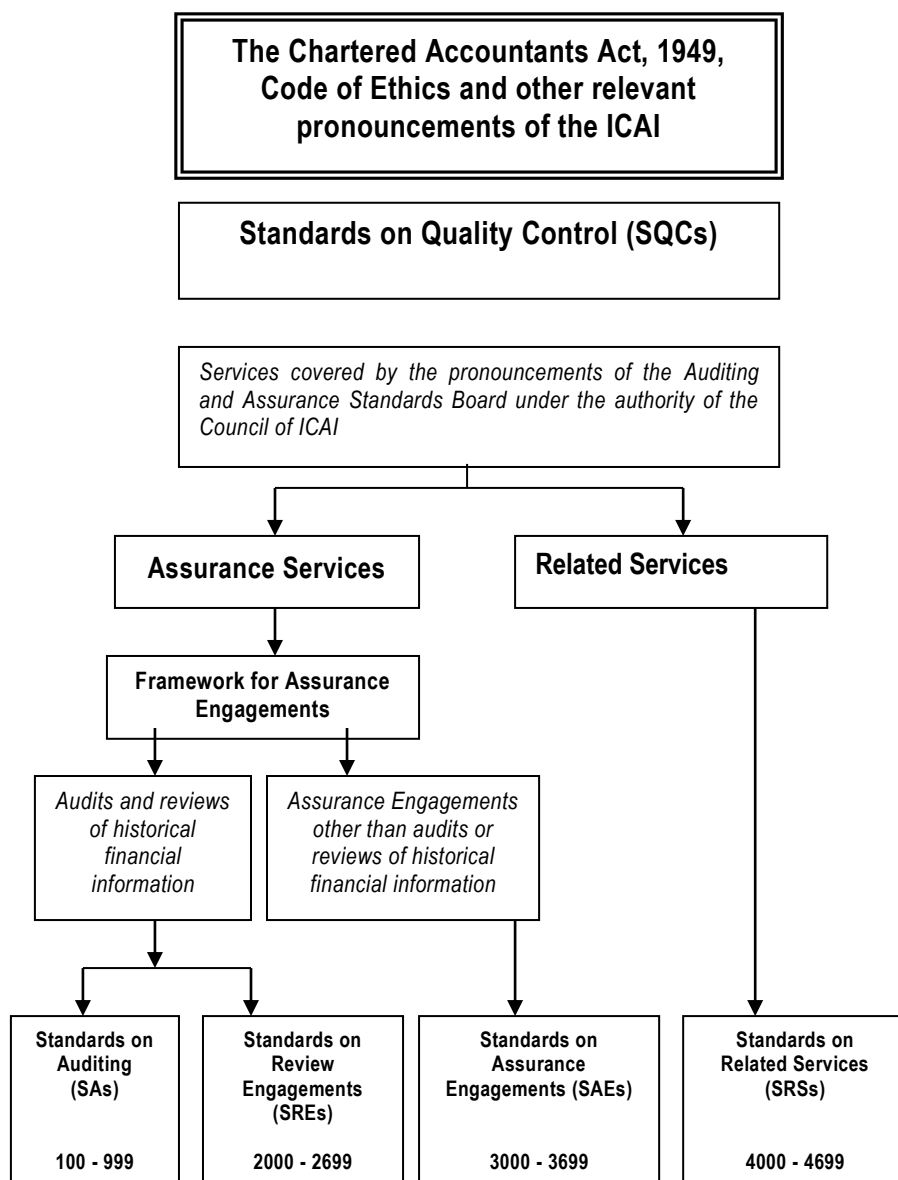 The Chartered Accountants Act, 1949,
Code of Ethics and other relevant
pronouncements of the ICAI
Standards on Quality Control (SQCs)
Services covered by the pronouncements of the Auditing
and Assurance Standards Board under the authority of the
Council of ICAI
Assurance Services
Related Services
Framework for Assurance
Engagements
Audits and reviews
of historical
financial
information
Assurance Engagements
other than audits or
reviews of historical
financial information
Standards on
Auditing
(SAs)
100 - 999
Standards on
Review
Engagements
(SREs)
2000 - 2699
Standards on
Assurance
Engagements (SAEs)
3000 - 3699
Standards on
Related Services
(SRSs)
4000 - 4699